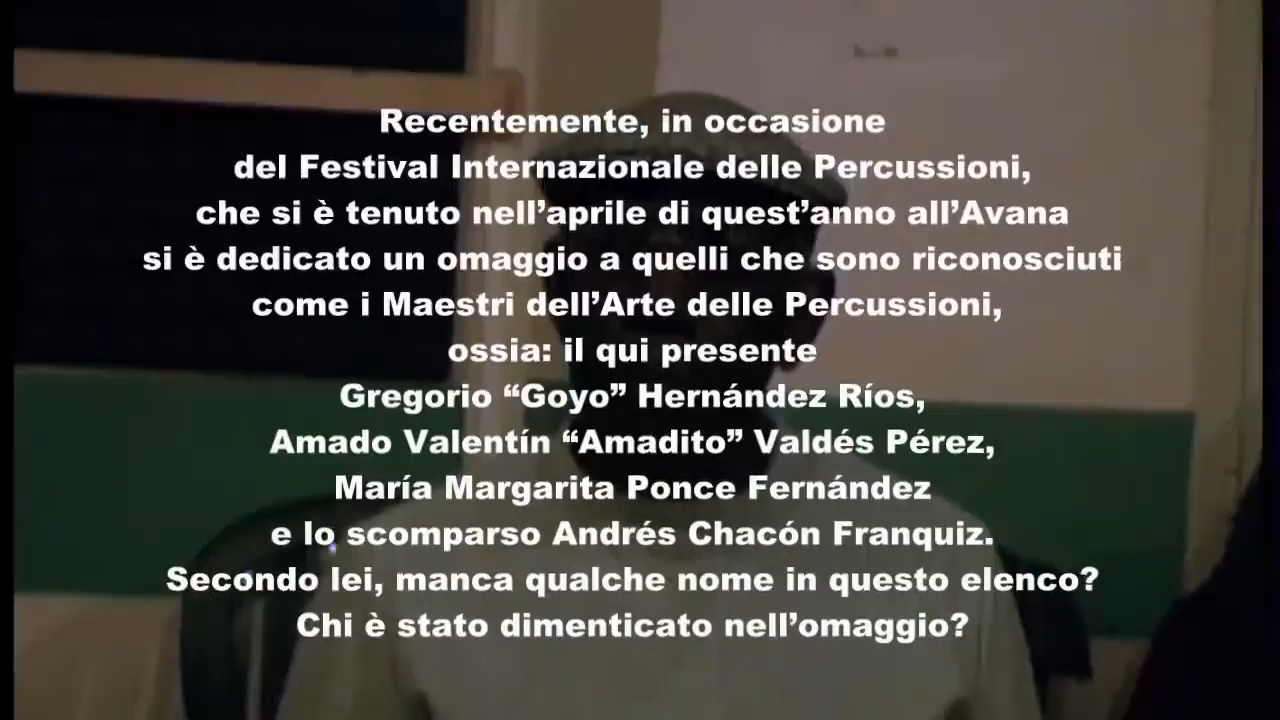 Recentemente, in occasione
del Festival Internazionale delle Percussioni,
che si è tenuto nell’aprile di quest’anno all’Avana
si è dedicato un omaggio a quelli che sono riconosciuti
come i Maestri dell’Arte delle Percussioni,
ossia: il qui presente
Gregorio “Goyo” Hernández Ríos,
Amado Valentín “Amadito” Valdés Pérez,
María Margarita Ponce Fernández
e lo scomparso Andrés Chacón Franquiz.
Secondo lei, manca qualche nome in questo elenco?
Chi è stato dimenticato nell’omaggio?